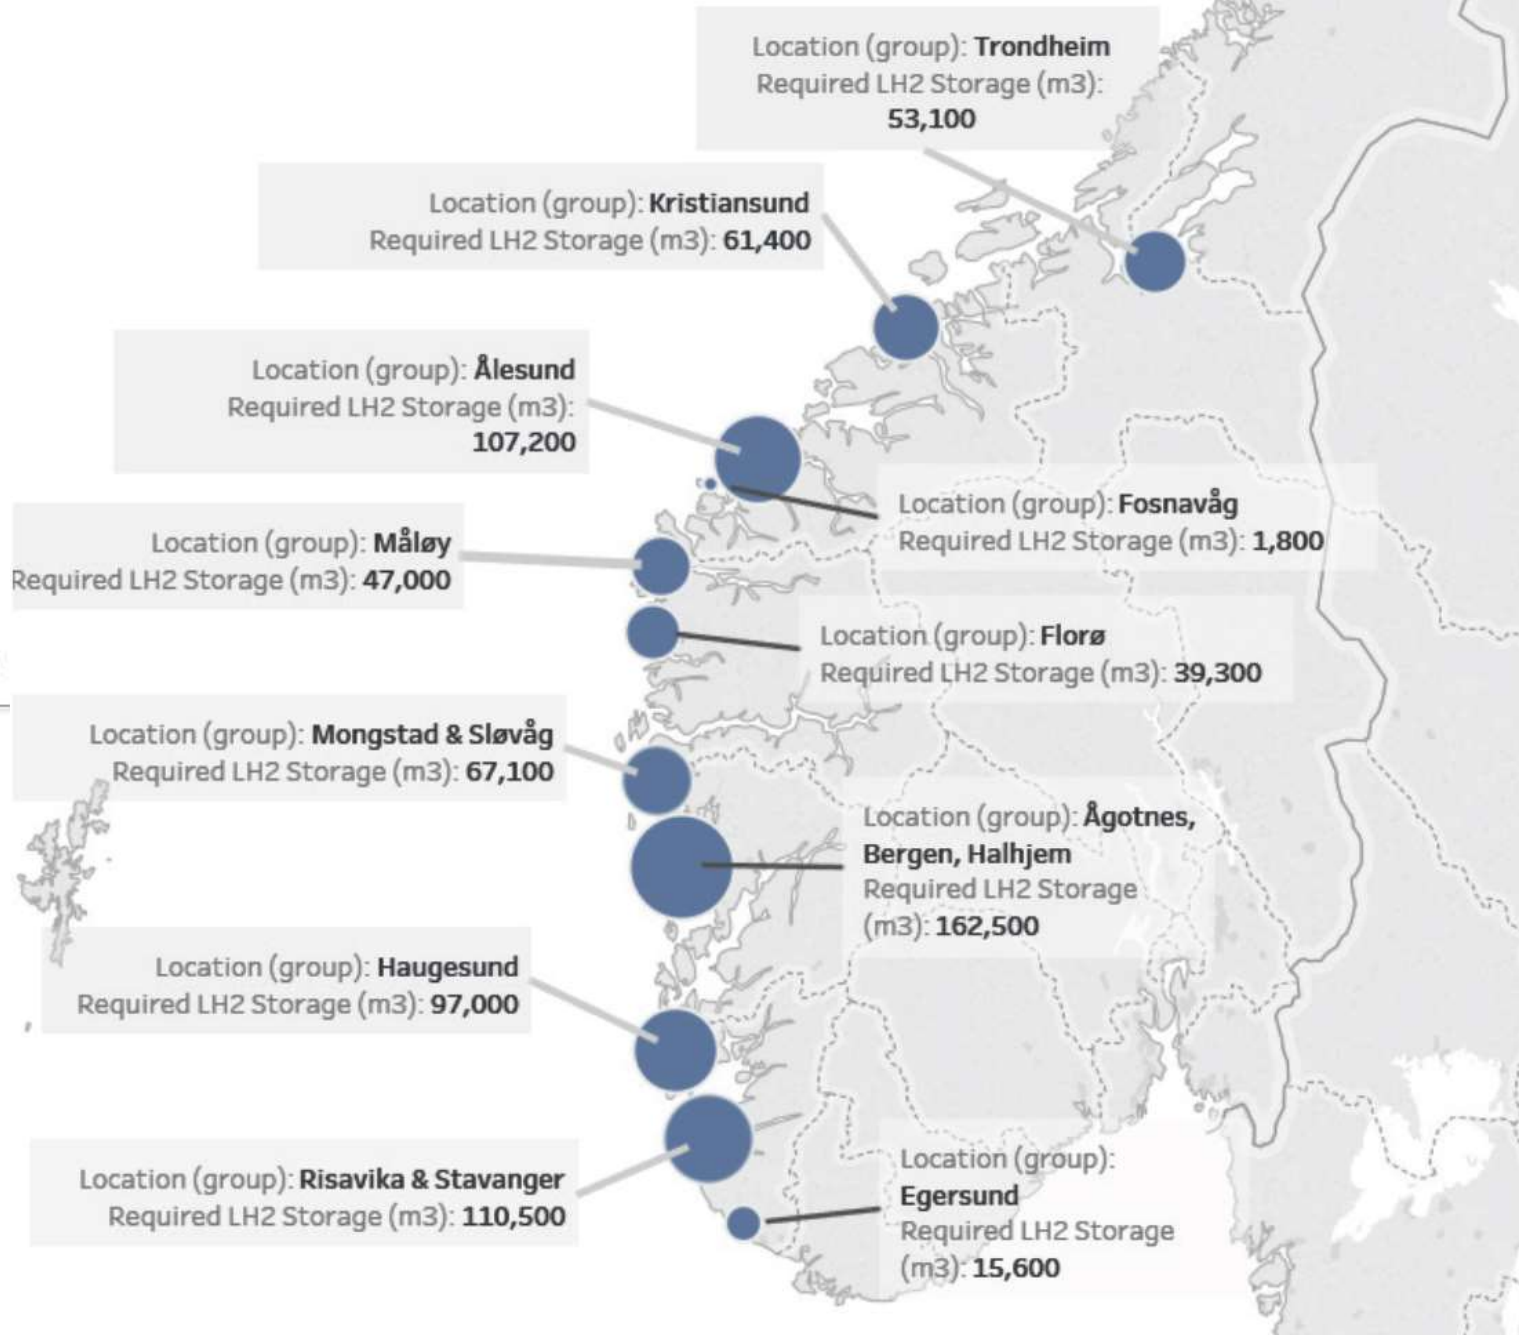 Location (group): Trondheim
Required LH2 Storage (m3):
53,100
Location (group): Kristiansund
Required LH2 Storage (m3): 61,400
Location (group): Ålesund
Required LH2 Storage (m3):
107,200
Location (group): Fosnavåg
Required LH2 Storage (m3): 1,800
Location (group): Måløy
Required LH2 Storage (m3): 47,000
Location (group): Florø
Required LH2 Storage (m3): 39,300
Location (group): Mongstad & Sløvåg
Required LH2 Storage (m3): 67,100
Location (group): Ågotnes,
Bergen, Halhjem
Required LH2 Storage
(m3): 162,500
Location (group): Haugesund
Required LH2 Storage (m3): 97,000
Location (group): Risavika & Stavanger
Required LH2 Storage (m3): 110,500
Location (group):
Egersund
Required LH2 Storage
(m3): 15,600